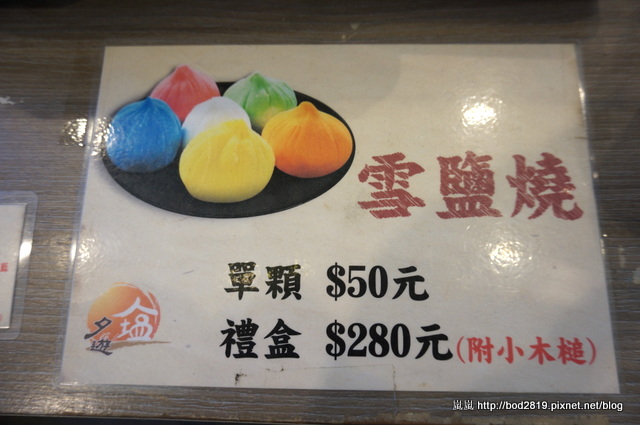 雪鹽燒
單顆 $50元
禮盒 $280元(附小木槌)
夕遊
嵐嵐 http://bod2819.pixnet.net/blog